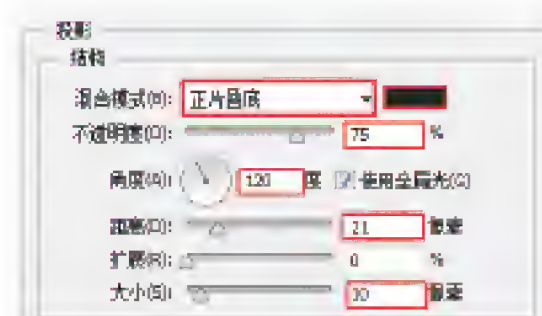 投影
结构
混合模式(B): 正片叠底
不透明度(O): 75 %
角度(A): 120 度 使用全局光(G)
距离(D): 21 像素
扩展(R): 0 %
大小(S): 10 像素